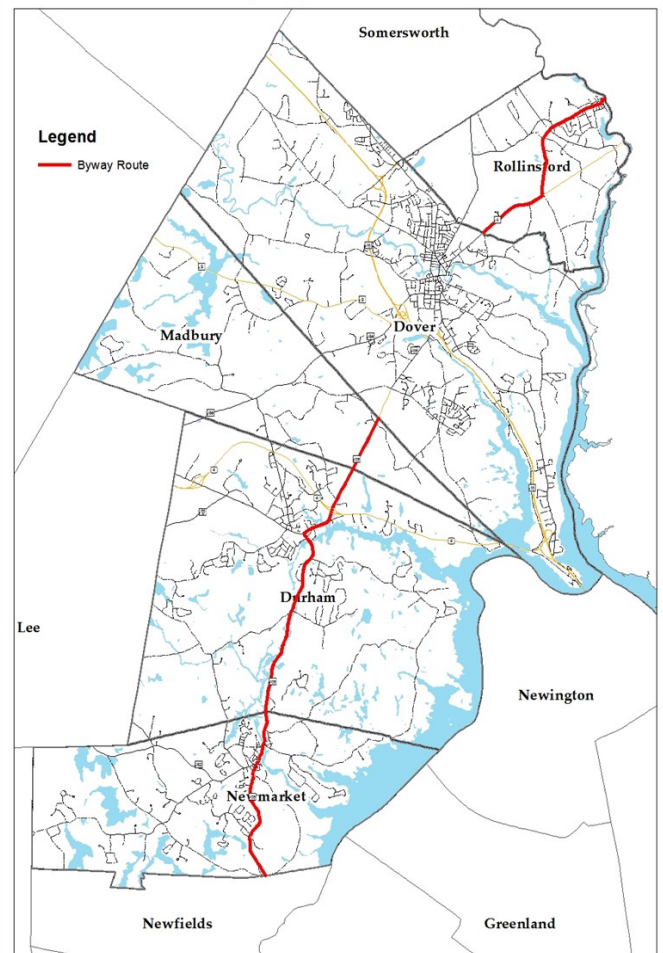 Somersworth
Legend
Byway Route
Rollinsford
Madbury
Dover
Durham
Lee
Newington
Newmarket
Newfields
Greenland